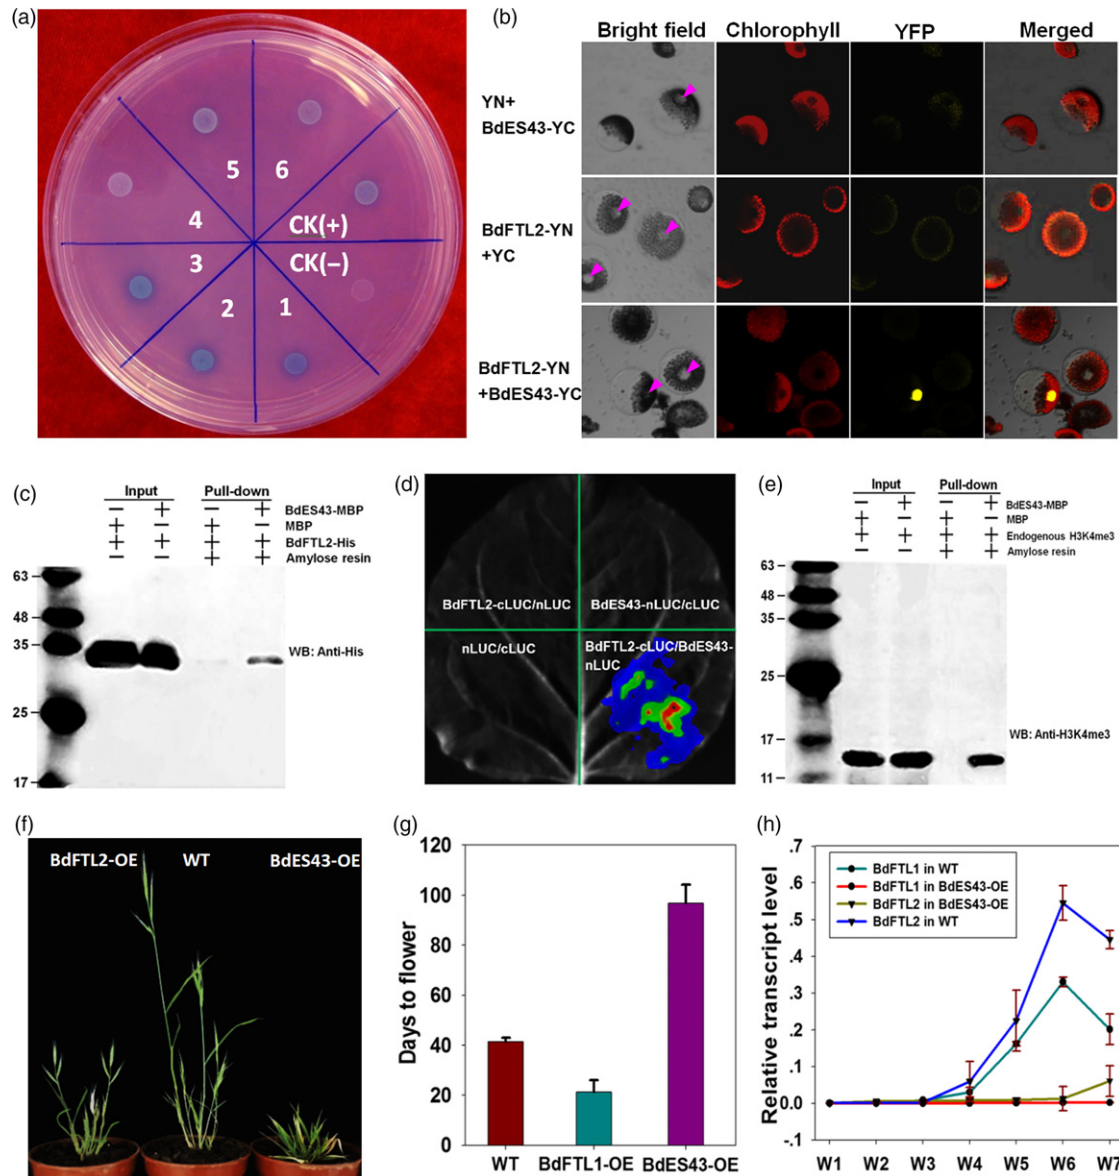 (a)
5
6
4
CK(+)
3
CK(−)
2
1
(b)
Bright field
Chlorophyll
YFP
Merged
YN+
BdES43-YC
BdFTL2-YN
+YC
BdFTL2-YN
+BdES43-YC
(c)
Input
Pull-down
− + − + BdES43-MBP
+ − + − MBP
+ + + + BdFTL2-His
− − + + Amylose resin
63
48
35
25
17
WB: Anti-His
(d)
BdFTL2-cLUC/nLUC
BdES43-nLUC/cLUC
nLUC/cLUC
BdFTL2-cLUC/BdES43-
nLUC
(e)
Input
Pull-down
− + − + BdES43-MBP
+ − + − MBP
+ + + + Endogenous H3K4me3
− − + + Amylose resin
63
48
35
25
17
11
WB: Anti-H3K4me3
(f)
BdFTL2-OE
WT
BdES43-OE
(g)
Days to flower
120
100
80
60
40
20
0
WT
BdFTL1-OE
BdES43-OE
(h)
Relative transcript level
.7
.6
.5
.4
.3
.2
.1
0.0
-.1
BdFTL1 in WT
BdFTL1 in BdES43-OE
BdFTL2 in BdES43-OE
BdFTL2 in WT
W1
W2
W3
W4
W5
W6
W7